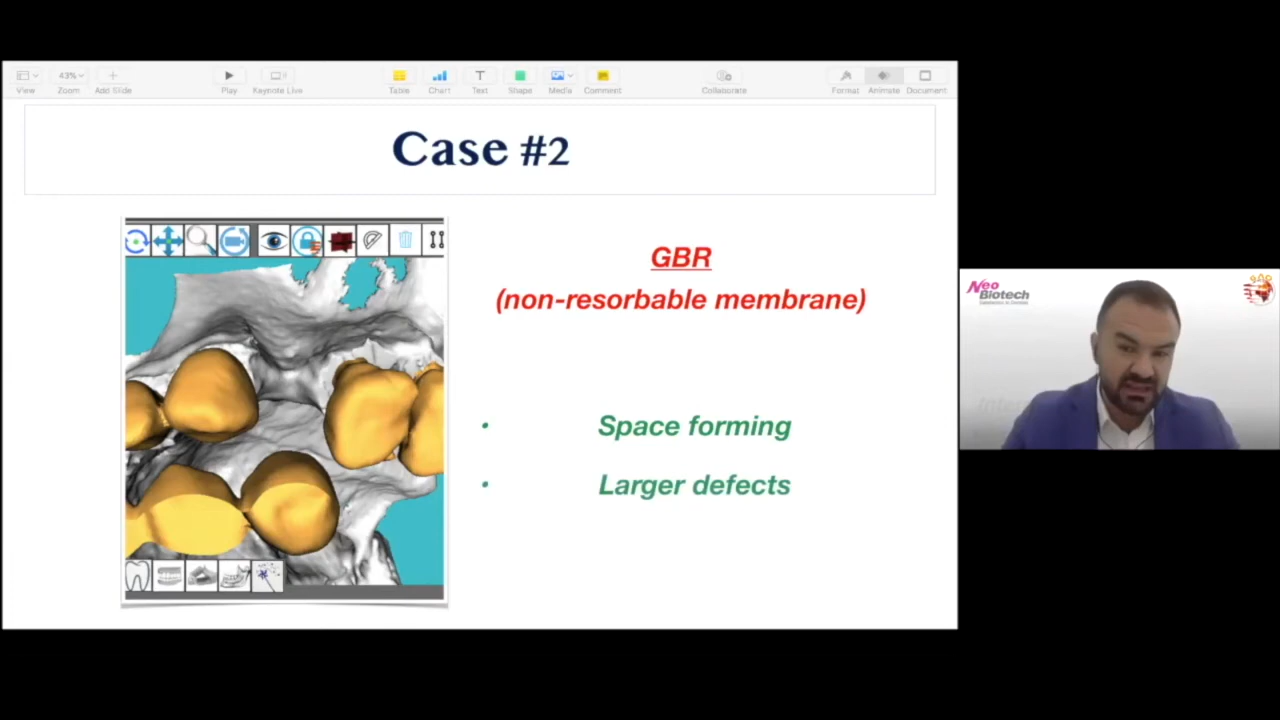 43%
View
Zoom
Add Slide
Play
Keynote Live
Table
Chart
Text
Shape
Media
Comment
Collaborate
Format
Animate
Document
Case #2
GBR
(non-resorbable membrane)
• Space forming
• Larger defects
Neo
Biotech